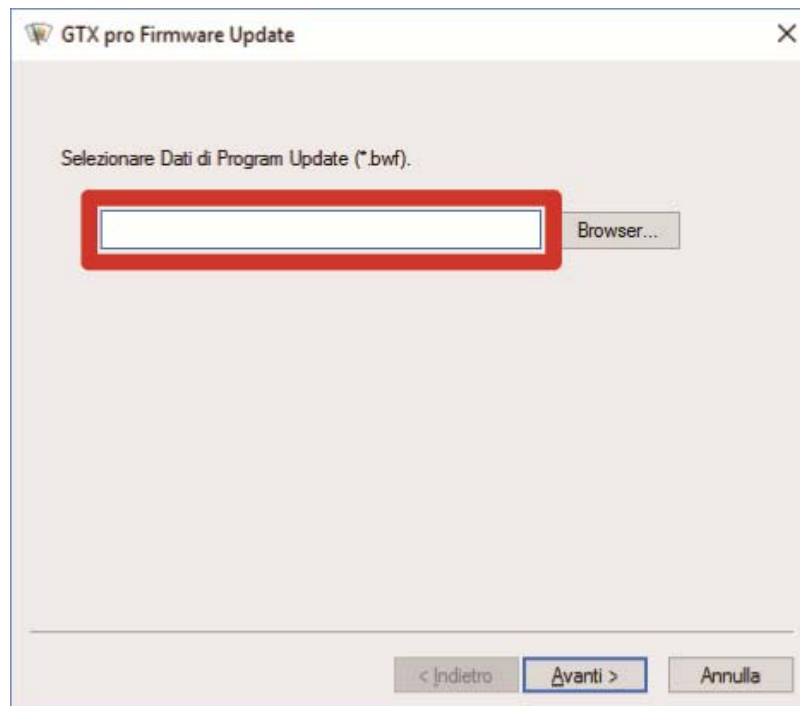 GTX pro Firmware Update
Selezionare Dati di Program Update (*.bwf).
Browser...
< Indietro
Avanti >
Annulla